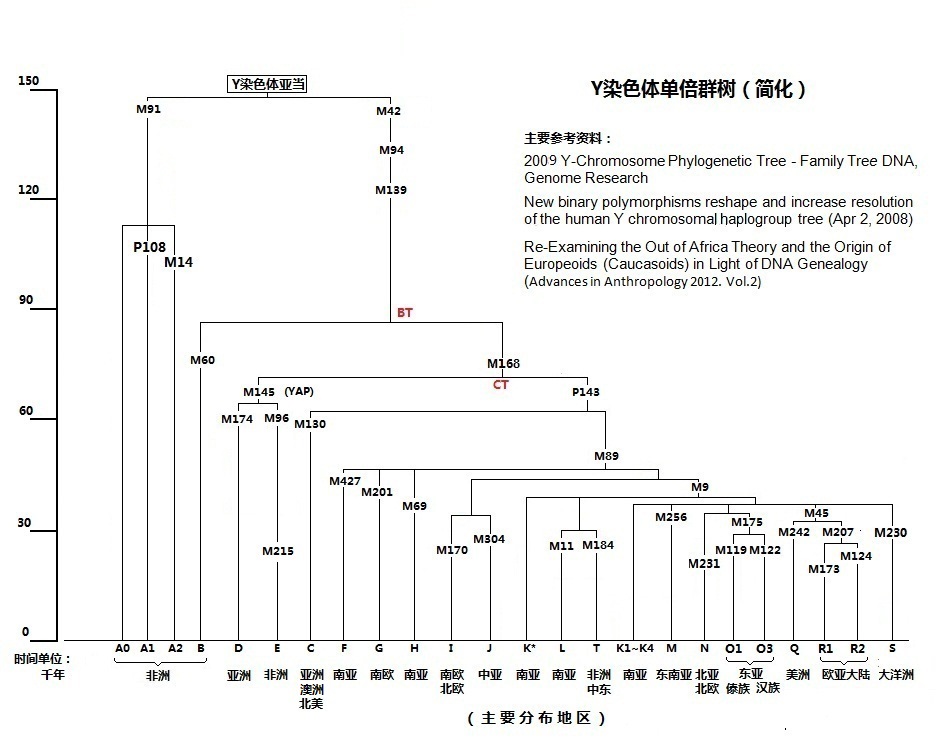 Y染色体单倍群树（简化）
主要参考资料：
2009 Y-Chromosome Phylogenetic Tree - Family Tree DNA,
Genome Research
New binary polymorphisms reshape and increase resolution
of the human Y chromosomal haplogroup tree (Apr 2, 2008)
Re-Examining the Out of Africa Theory and the Origin of
Europeoids (Caucasoids) in Light of DNA Genealogy
(Advances in Anthropology 2012. Vol.2)
150
120
90
60
30
0
时间单位：
千年
Y染色体亚当
M91
M42
M94
M139
P108
M14
BT
M60
M168
CT
M145 (YAP)
P143
M174
M96
M130
M89
M427
M201
M69
M9
M256
M45
M175
M242
M207
M230
M170
M304
M11
M184
M215
M119
M122
M231
M173
M124
A0 A1 A2 B D E C F G H I J K* L T K1~K4 M N O1 O3 Q R1 R2 S
非洲
亚洲
非洲
亚洲
澳洲
北美
南亚
南欧
南亚
南欧
北欧
中亚
南亚
南亚
非洲
中东
南亚
东南亚
北亚
北欧
东亚
傣族 汉族
美洲
欧亚大陆
大洋洲
（主要分布地区）